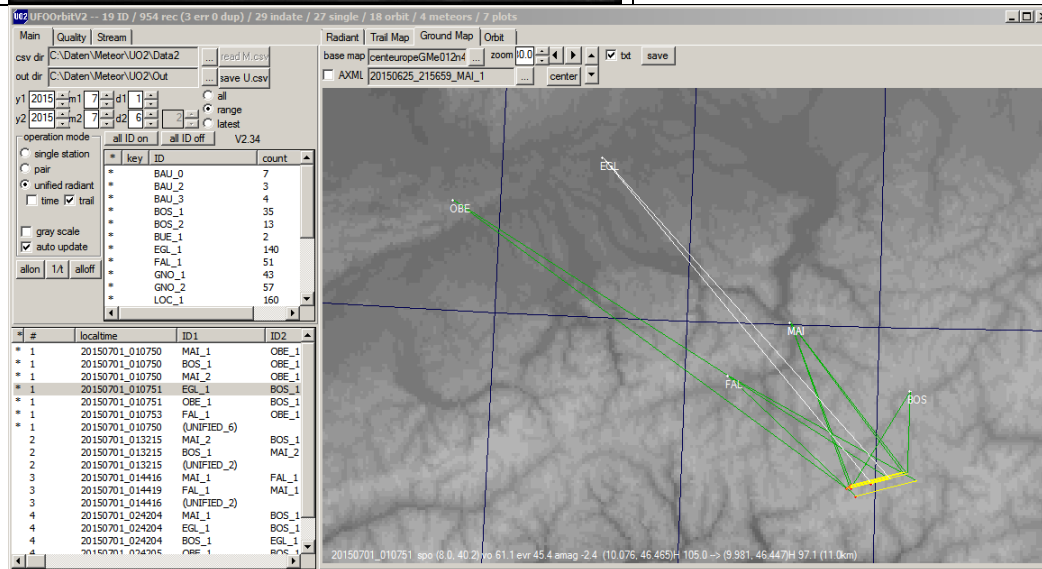 UFOOrbitV2 -- 19 ID / 954 rec (3 err 0 dup) / 29 indate / 27 single / 18 orbit / 4 meteors / 7 plots
Main Quality Stream
csv dir C:\Daten\Meteor\UO2\Data2 ... read M.csv
out dir C:\Daten\Meteor\UO2\Out ... save U.csv
y1 2015 m1 7 d1 1
y2 2015 m2 7 d2 6 2
all
range
latest
operation mode
single station
pair
unified radiant
time trail
gray scale
auto update
allon 1/t alloff
all ID on all ID off V2.34
* key ID count
* BAU_0 7
* BAU_2 3
* BAU_3 4
* BOS_1 35
* BOS_2 13
* BUE_1 2
* EGL_1 140
* FAL_1 51
* GNO_1 43
* GNO_2 57
* LOC_1 160
* # localtime ID1 ID2
* 1 20150701_010750 MAI_1 OBE_1
* 1 20150701_010750 BOS_1 OBE_1
* 1 20150701_010750 MAI_2 OBE_1
* 1 20150701_010751 EGL_1 BOS_1
* 1 20150701_010751 OBE_1 BOS_1
* 1 20150701_010753 FAL_1 OBE_1
* 1 20150701_010750 (UNIFIED_6)
2 20150701_013215 MAI_2 BOS_1
2 20150701_013215 BOS_1 MAI_2
2 20150701_013215 (UNIFIED_2)
3 20150701_014416 MAI_1 FAL_1
3 20150701_014419 FAL_1 MAI_1
3 20150701_014416 (UNIFIED_2)
4 20150701_024204 MAI_1 BOS_1
4 20150701_024204 EGL_1 BOS_1
4 20150701_024204 BOS_1 EGL_1
4 20150701_024205 OBE_1 BOS_1
Radiant Trail Map Ground Map Orbit
base map centeuropeGMe012n4 ... zoom txt save
AXML 20150625_215659_MAI_1 ... center
EGL
OBE
MAI
FAL
BOS
20150701_010751 spo (8.0, 40.2) vo 61.1 evr 45.4 amag -2.4 (10.076, 46.465)H 105.0 --> (9.981, 46.447)H 97.1 (11.0km)